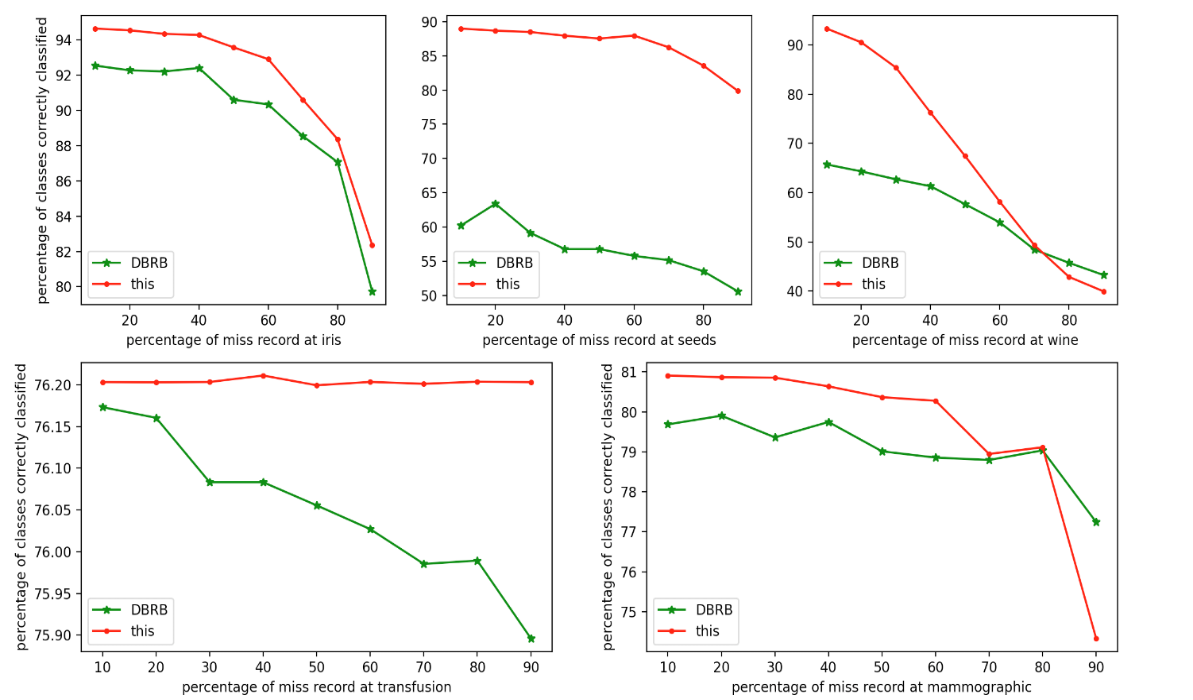 percentage of classes correctly classified
94
92
90
88
86
84
82
80
DBRB
this
20 40 60 80
percentage of miss record at iris
90
85
80
75
70
65
60
55
50
DBRB
this
20 40 60 80
percentage of miss record at seeds
90
80
70
60
50
40
DBRB
this
20 40 60 80
percentage of miss record at wine
percentage of classes correctly classified
76.20
76.15
76.10
76.05
76.00
75.95
75.90
DBRB
this
10 20 30 40 50 60 70 80 90
percentage of miss record at transfusion
percentage of classes correctly classified
81
80
79
78
77
76
75
DBRB
this
10 20 30 40 50 60 70 80 90
percentage of miss record at mammographic